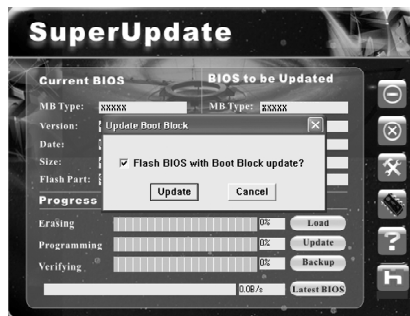 SuperUpdate
Current BIOS BIOS to be Updated
MB Type: XXXXX MB Type: XXXXX
Version:
Update Boot Block
Date:
Flash BIOS with Boot Block update?
Size:
Flash Part:
Update Cancel
Progress
Erasing 0% Load
Programming 0% Update
Verifying 0% Backup
0.0B/s Latest BIOS